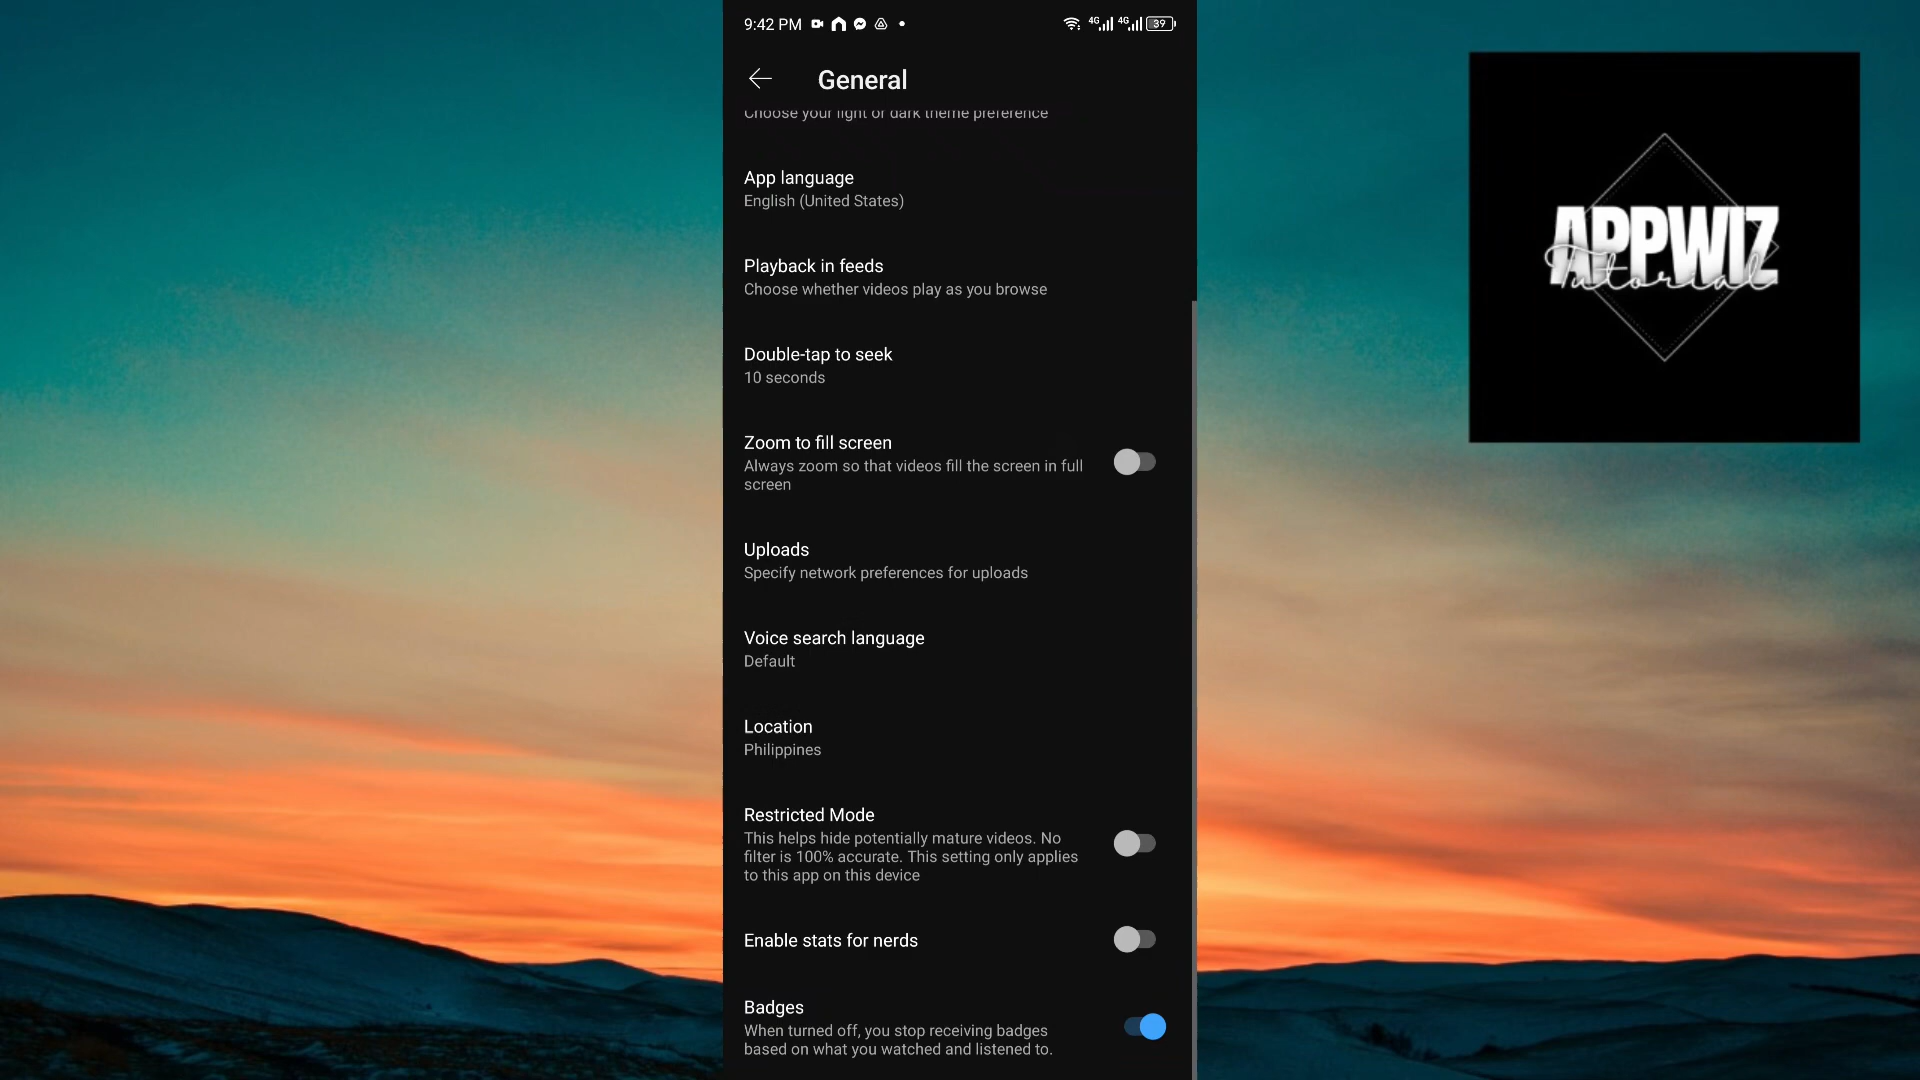 9:42 PM
4G
4G
39
General
Choose your light or dark theme preference
App language
English (United States)
Playback in feeds
Choose whether videos play as you browse
Double-tap to seek
10 seconds
Zoom to fill screen
Always zoom so that videos fill the screen in full
screen
Uploads
Specify network preferences for uploads
Voice search language
Default
Location
Philippines
Restricted Mode
This helps hide potentially mature videos. No
filter is 100% accurate. This setting only applies
to this app on this device
Enable stats for nerds
Badges
When turned off, you stop receiving badges
based on what you watched and listened to.
APPWIZ
Tutorial